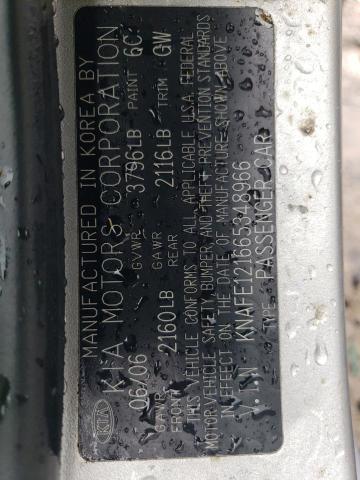 MANUFACTURED IN KOREA BY
KIA MOTORS CORPORATION
KIA
06/06 GVWR 3796LB PAINT
GAWR FRONT 2160LB GAWR REAR 2116LB TRIM GW
THIS VEHICLE CONFORMS TO ALL APPLICABLE U.S.A. FEDERAL
MOTOR VEHICLE SAFETY BUMPER AND THEFT PREVENTION STANDARDS
IN EFFECT ON THE DATE OF MANUFACTURE SHOWN ABOVE
V.I.N
TYPE PASSENGER CAR